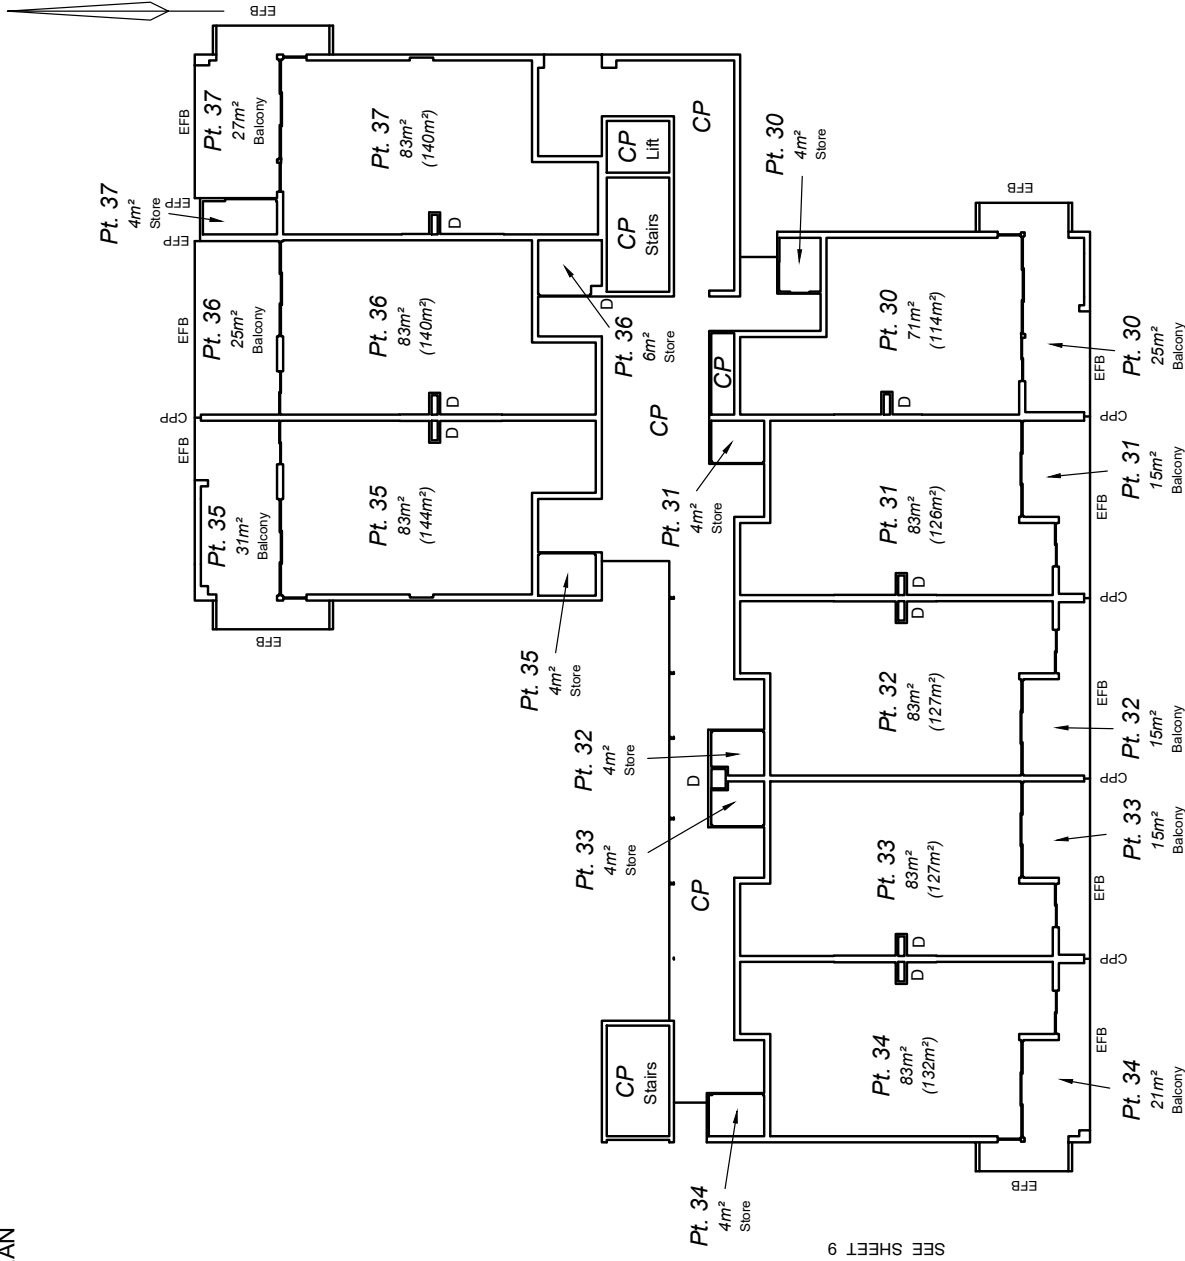 EFB
EFB
Pt. 37
27m²
Balcony
Pt. 37
4m²
Store
EFP
EFP
Pt. 37
83m²
(140m²)
D
CP
Lift
CP
Stairs
CP
Pt. 30
4m²
Store
EFB
EFB
Pt. 36
25m²
Balcony
Pt. 36
83m²
(140m²)
D
D
Pt. 36
6m²
Store
CPP
EFB
Pt. 35
31m²
Balcony
EFB
D
Pt. 35
83m²
(144m²)
Pt. 35
4m²
Store
CP
CP
Pt. 30
71m²
(114m²)
D
Pt. 30
25m²
Balcony
EFB
CPP
Pt. 31
4m²
Store
Pt. 31
83m²
(126m²)
D
Pt. 31
15m²
Balcony
EFB
CPP
D
Pt. 32
83m²
(127m²)
Pt. 32
4m²
Store
D
EFB
Pt. 32
15m²
Balcony
CPP
Pt. 33
4m²
Store
Pt. 33
83m²
(127m²)
D
Pt. 33
15m²
Balcony
EFB
CPP
CP
D
Pt. 34
83m²
(132m²)
EFB
Pt. 34
21m²
Balcony
CP
Stairs
Pt. 34
4m²
Store
EFB
SEE SHEET 9
AN